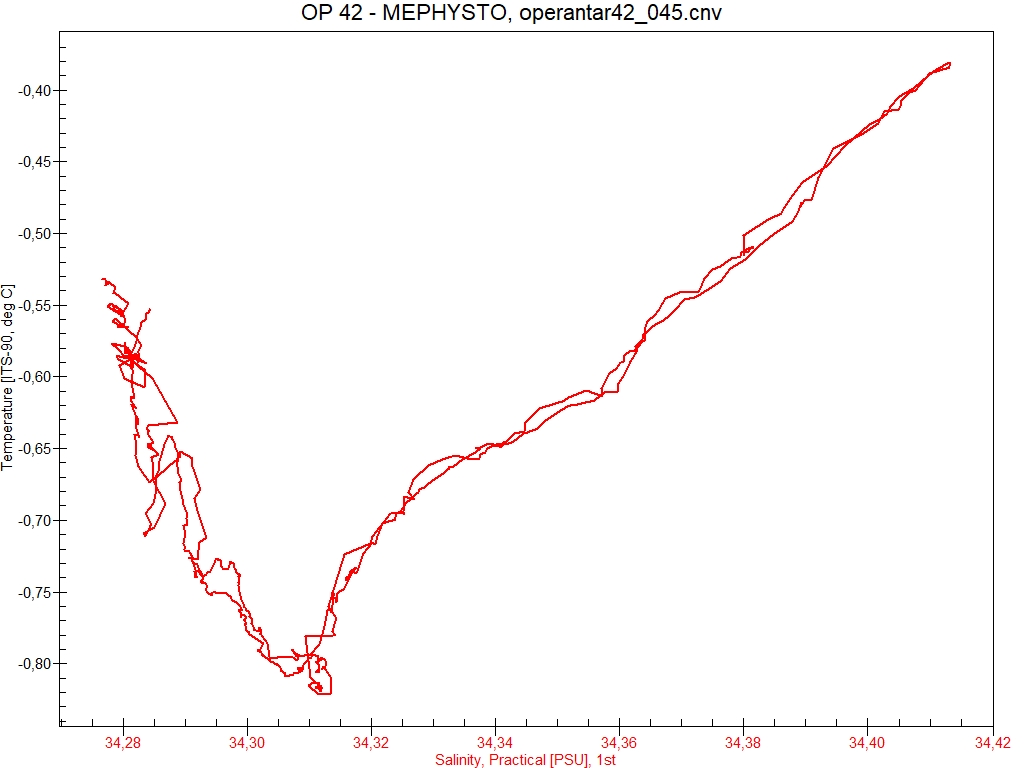 OP 42 - MEPHYSTO, operantar42_045.cnv
-0,40
-0,45
-0,50
-0,55
-0,60
-0,65
-0,70
-0,75
-0,80
Temperature [ITS-90, deg C]
34,28 34,30 34,32 34,34 34,36 34,38 34,40 34,42
Salinity, Practical [PSU], 1st